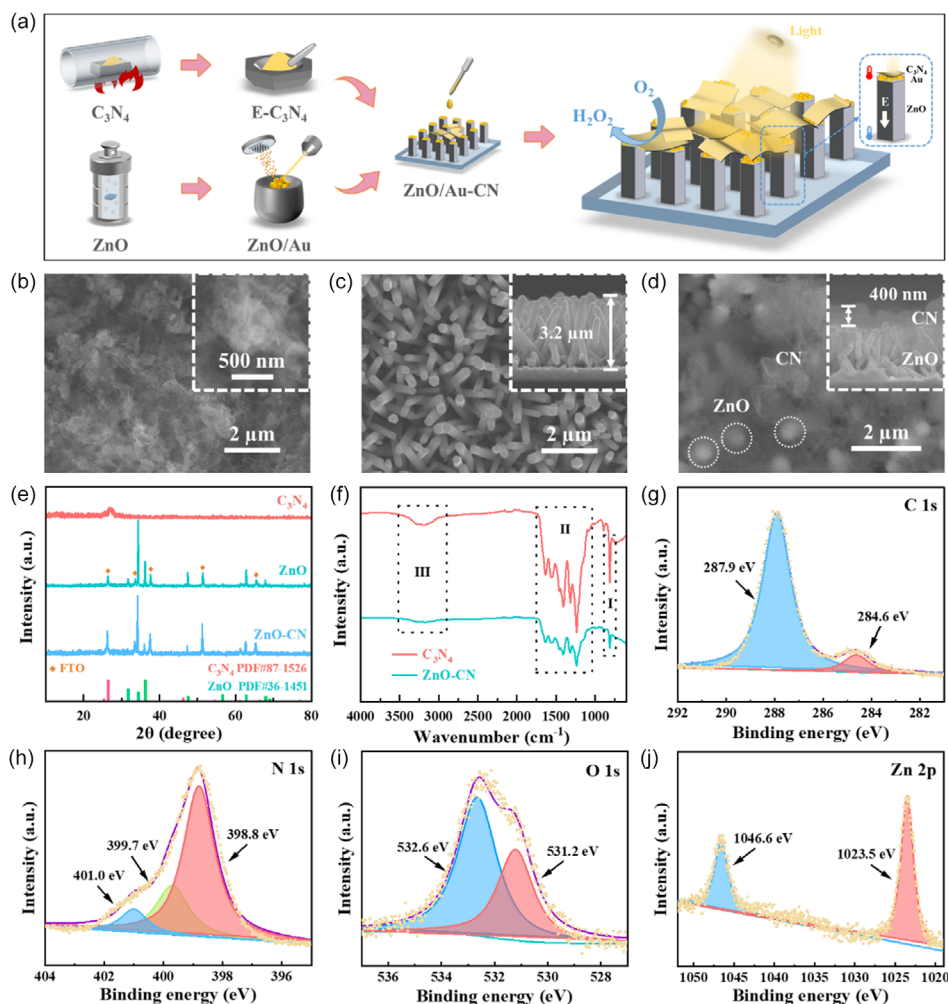 (a)
Light
C₃N₄
E-C₃N₄
ZnO
ZnO/Au
ZnO/Au-CN
O₂
H₂O₂
C₃N₄
Au
E
ZnO
(b)
500 nm
2 μm
(c)
3.2 μm
2 μm
(d)
400 nm
CN
ZnO
CN
ZnO
2 μm
(e)
Intensity (a.u.)
C₃N₄
ZnO
ZnO-CN
FTO
C₃N₄ PDF#87-1526
ZnO PDF#36-1451
20 40 60 80
2θ (degree)
(f)
Intensity (a.u.)
III
II
I
C₃N₄
ZnO-CN
4000 3500 3000 2500 2000 1500 1000
Wavenumber (cm⁻¹)
(g)
Intensity (a.u.)
C 1s
287.9 eV
284.6 eV
292 290 288 286 284 282
Binding energy (eV)
(h)
Intensity (a.u.)
N 1s
401.0 eV
399.7 eV
398.8 eV
404 402 400 398 396
Binding energy (eV)
(i)
Intensity (a.u.)
O 1s
532.6 eV
531.2 eV
536 534 532 530 528
Binding energy (eV)
(j)
Intensity (a.u.)
Zn 2p
1046.6 eV
1023.5 eV
1050 1045 1040 1035 1030 1025 1020
Binding energy (eV)